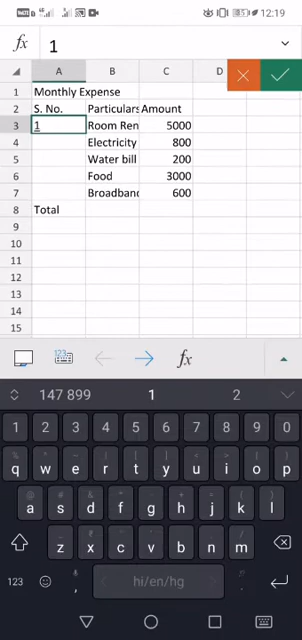 12:19
fx 1
A B C D
1 Monthly Expense
2 S. No. Particulars Amount
3 1 Room Ren 5000
4 Electricity 800
5 Water bill 200
6 Food 3000
7 Broadband 600
8 Total
9
10
11
12
13
14
15
123 fx
147 899 1 2
1 2 3 4 5 6 7 8 9 0
q w e r t y u i o p
a s d f g h j k l
z x c v b n m
123 , hi/en/hg .